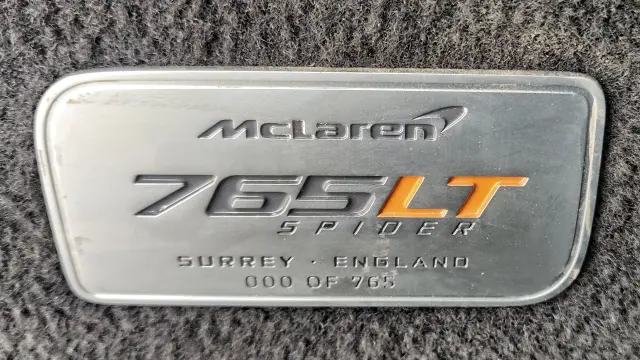 McLaren
765LT
SPIDER
SURREY · ENGLAND
000 OF 765